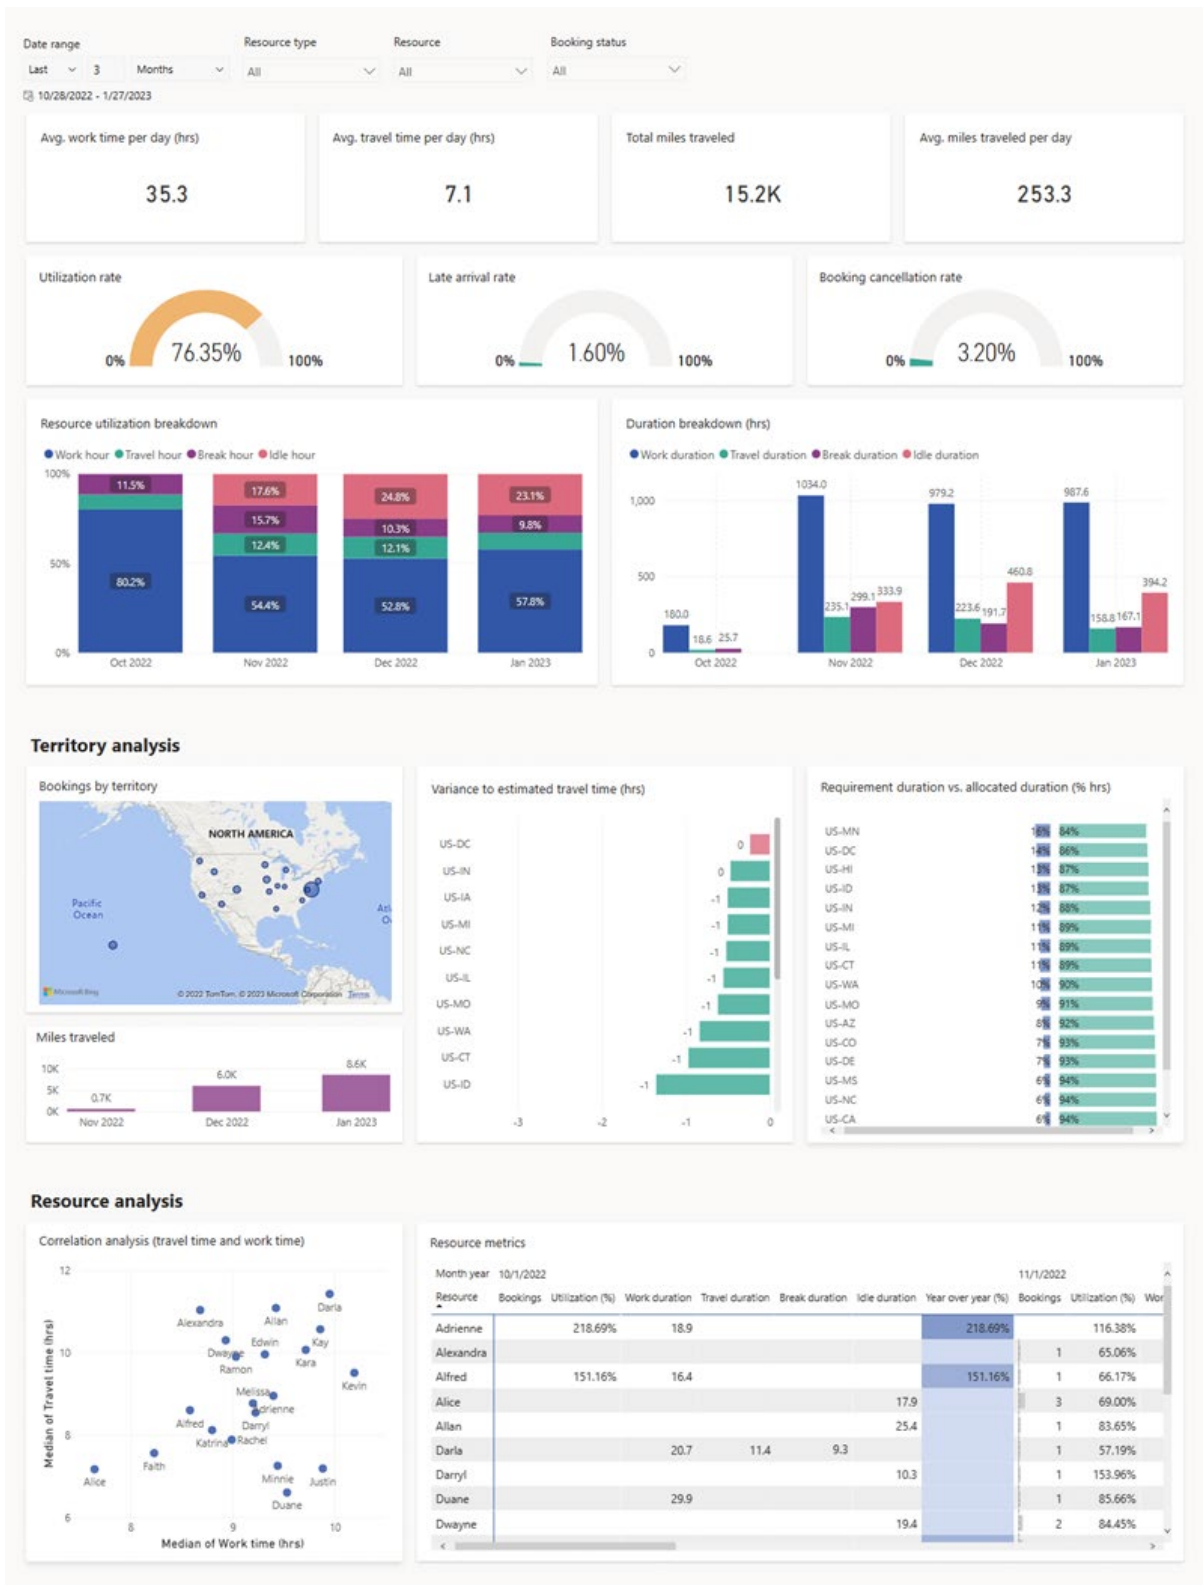 Date range Resource type Resource Booking status
Last 3 Months All All All
10/28/2022 - 1/27/2023
Avg. work time per day (hrs) Avg. travel time per day (hrs) Total miles traveled Avg. miles traveled per day
35.3 7.1 15.2K 253.3
Utilization rate Late arrival rate Booking cancellation rate
0% 76.35% 100% 0% 1.60% 100% 0% 3.20% 100%
Resource utilization breakdown
Work hour Travel hour Break hour Idle hour
100%
11.5% 17.6% 24.8% 23.1%
15.7% 10.3% 9.8%
12.4% 12.1%
50%
80.2% 54.4% 52.8% 57.8%
0%
Oct 2022 Nov 2022 Dec 2022 Jan 2023
Duration breakdown (hrs)
Work duration Travel duration Break duration Idle duration
1034.0 979.2 987.6
1,000
500
460.8 394.2
180.0 235.1 299.1 333.9 223.6 191.7 158.8 167.1
18.6 25.7
0
Oct 2022 Nov 2022 Dec 2022 Jan 2023
Territory analysis
Bookings by territory
NORTH AMERICA
Pacific
Ocean
Microsoft Bing
© 2022 TomTom, © 2023 Microsoft Corporation Terms
Miles traveled
10K
5K
0K
0.7K 6.0K 8.6K
Nov 2022 Dec 2022 Jan 2023
Variance to estimated travel time (hrs)
US-DC 0
US-IN 0
US-IA -1
US-MI -1
US-NC -1
US-IL -1
US-MO -1
US-WA -1
US-CT -1
US-ID -1
-3 -2 -1 0
Requirement duration vs. allocated duration (% hrs)
US-MN 16% 84%
US-DC 14% 86%
US-HI 13% 87%
US-ID 13% 87%
US-IN 12% 88%
US-MI 11% 89%
US-IL 11% 89%
US-CT 11% 89%
US-WA 10% 90%
US-MO 9% 91%
US-AZ 8% 92%
US-CO 7% 93%
US-DE 7% 93%
US-MS 6% 94%
US-NC 6% 94%
US-CA 6% 94%
Resource analysis
Correlation analysis (travel time and work time)
Median of Travel time (hrs)
12
10
8
6
Darla
Alexandra Allan
Edwin Kay
Dwayne
Ramon Kara
Kevin
Melissa
Adrienne
Alfred Darryl
Katrina Rachel
Faith
Alice Minnie Justin
Duane
8 9 10
Median of Work time (hrs)
Resource metrics
Month year 10/1/2022 11/1/2022
Resource Bookings Utilization (%) Work duration Travel duration Break duration Idle duration Year over year (%) Bookings Utilization (%) Wor
Adrienne 218.69% 18.9 218.69% 116.38%
Alexandra 1 65.06%
Alfred 151.16% 16.4 151.16% 1 66.17%
Alice 17.9 3 69.00%
Allan 25.4 1 83.65%
Darla 20.7 11.4 9.3 1 57.19%
Darryl 10.3 1 153.96%
Duane 29.9 1 85.66%
Dwayne 19.4 2 84.45%